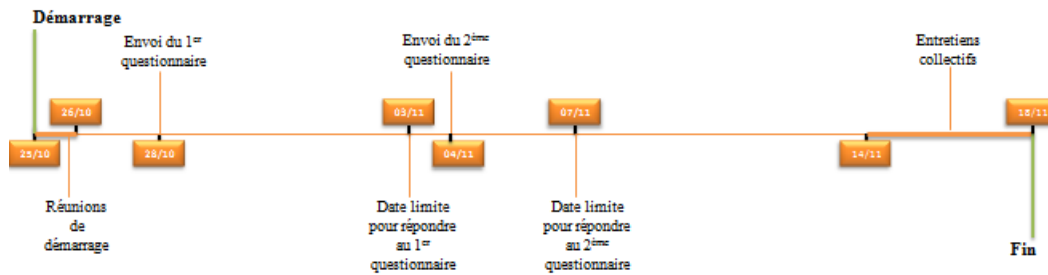 Démarrage
Envoi du 1er
questionnaire
Envoi du 2ème
questionnaire
Entretiens
collectifs
26/10
03/11
07/11
18/11
25/10
28/10
04/11
14/11
Réunions
de
démarrage
Date limite
pour répondre
au 1er
questionnaire
Date limite
pour répondre
au 2ème
questionnaire
Fin